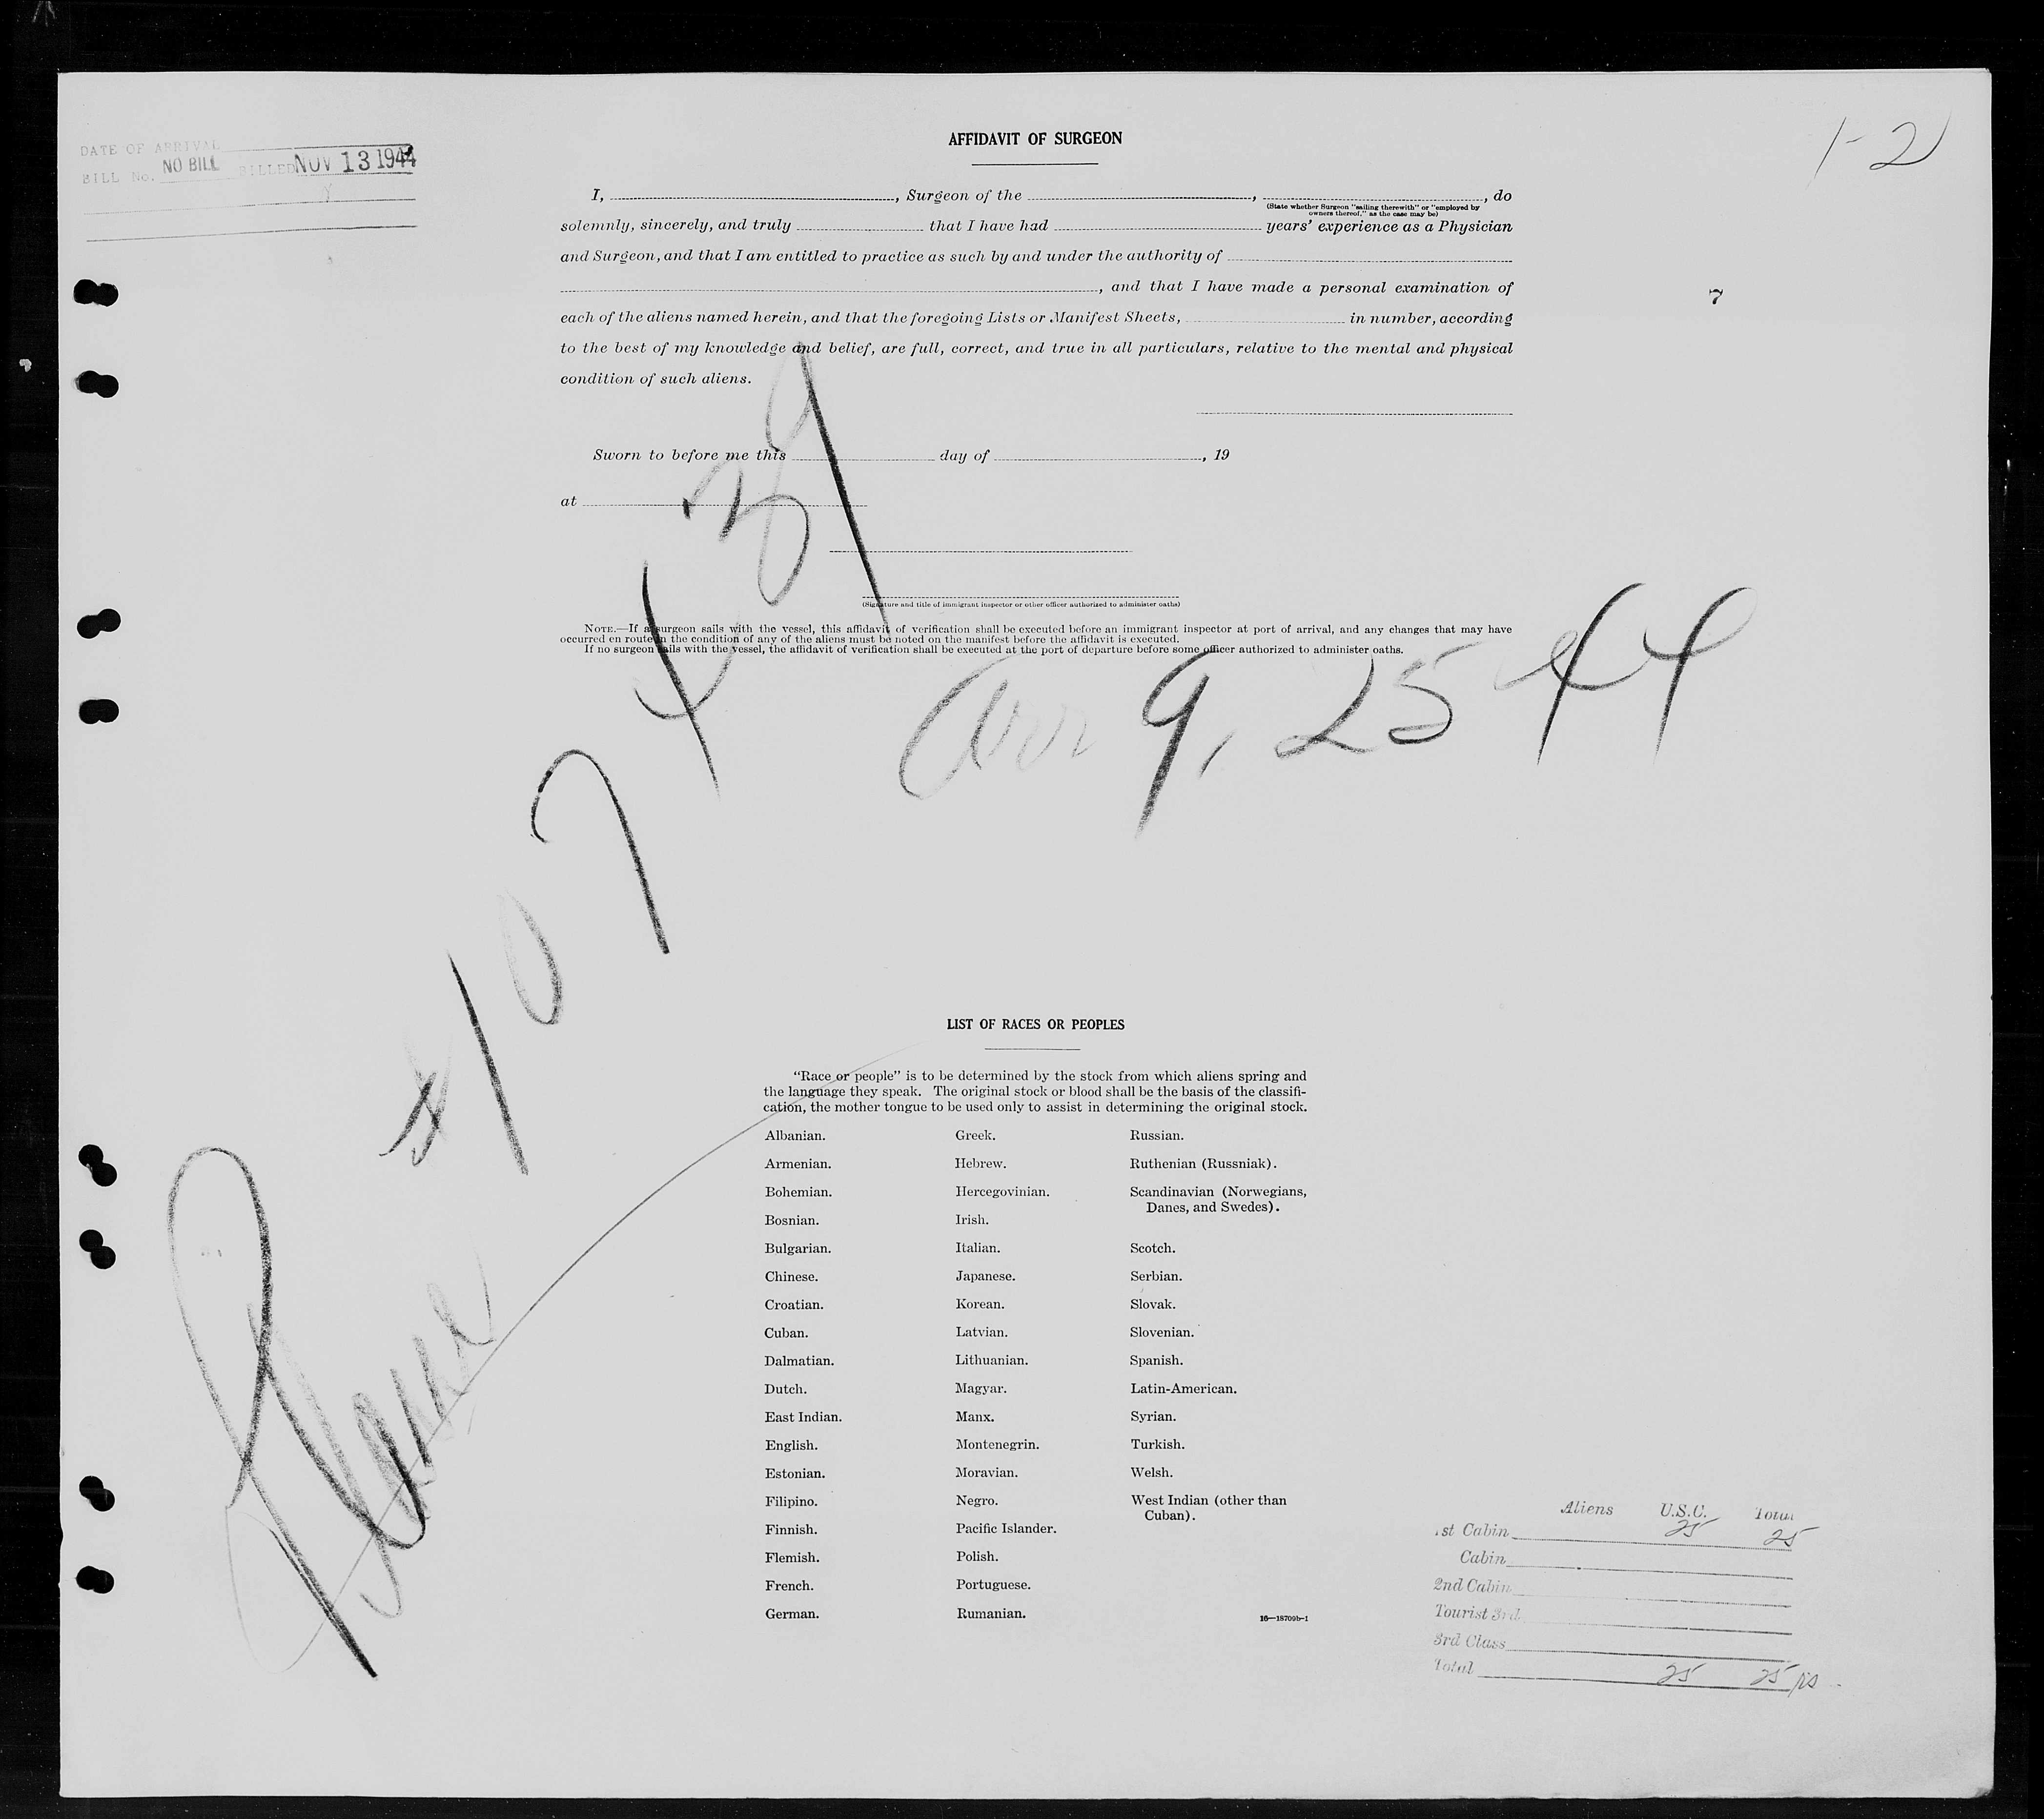 1-2
DATE OF ARRIVAL
BILL No. NO BILL BILLED NOV 13 1944
AFFIDAVIT OF SURGEON
I, , Surgeon of the , , do
(State whether Surgeon "sailing therewith" or "employed by
owners thereof," as the case may be)
solemnly, sincerely, and truly that I have had years' experience as a Physician
and Surgeon, and that I am entitled to practice as such by and under the authority of
, and that I have made a personal examination of
7
each of the aliens named herein, and that the foregoing Lists or Manifest Sheets, in number, according
to the best of my knowledge and belief, are full, correct, and true in all particulars, relative to the mental and physical
condition of such aliens.
Sworn to before me this day of , 19
at
(Signature and title of immigrant inspector or other officer authorized to administer oaths)
NOTE.—If a surgeon sails with the vessel, this affidavit of verification shall be executed before an immigrant inspector at port of arrival, and any changes that may have
occurred en route in the condition of any of the aliens must be noted on the manifest before the affidavit is executed.
If no surgeon sails with the vessel, the affidavit of verification shall be executed at the port of departure before some officer authorized to administer oaths.
Arr 9, 25 44
Plane #107439
LIST OF RACES OR PEOPLES
"Race or people" is to be determined by the stock from which aliens spring and
the language they speak. The original stock or blood shall be the basis of the classifi-
cation, the mother tongue to be used only to assist in determining the original stock.
Albanian.
Armenian.
Bohemian.
Bosnian.
Bulgarian.
Chinese.
Croatian.
Cuban.
Dalmatian.
Dutch.
East Indian.
English.
Estonian.
Filipino.
Finnish.
Flemish.
French.
German.
Greek.
Hebrew.
Hercegovinian.
Irish.
Italian.
Japanese.
Korean.
Latvian.
Lithuanian.
Magyar.
Manx.
Montenegrin.
Moravian.
Negro.
Pacific Islander.
Polish.
Portuguese.
Rumanian.
Russian.
Ruthenian (Russniak).
Scandinavian (Norwegians,
Danes, and Swedes).
Scotch.
Serbian.
Slovak.
Slovenian.
Spanish.
Latin-American.
Syrian.
Turkish.
Welsh.
West Indian (other than
Cuban).
16—18709b-1
Aliens U.S.C. Total
1st Cabin 25 25
Cabin
2nd Cabin
Tourist 3rd
3rd Class
Total 25 25